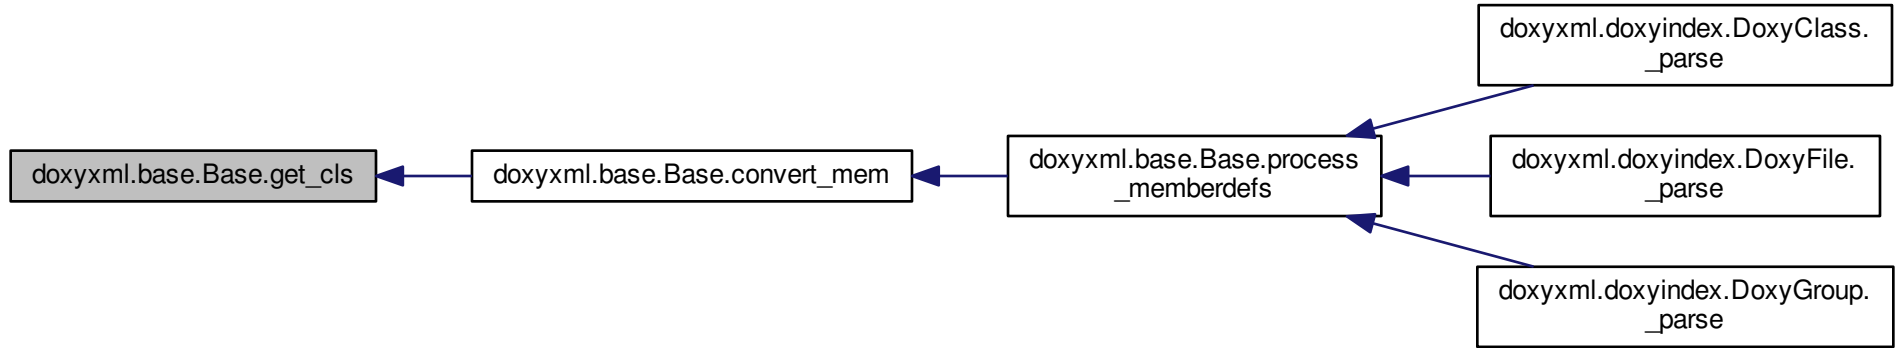 doxyxml.base.Base.get_cls
doxyxml.base.Base.convert_mem
doxyxml.base.Base.process
_memberdefs
doxyxml.doxyindex.DoxyClass.
_parse
doxyxml.doxyindex.DoxyFile.
_parse
doxyxml.doxyindex.DoxyGroup.
_parse